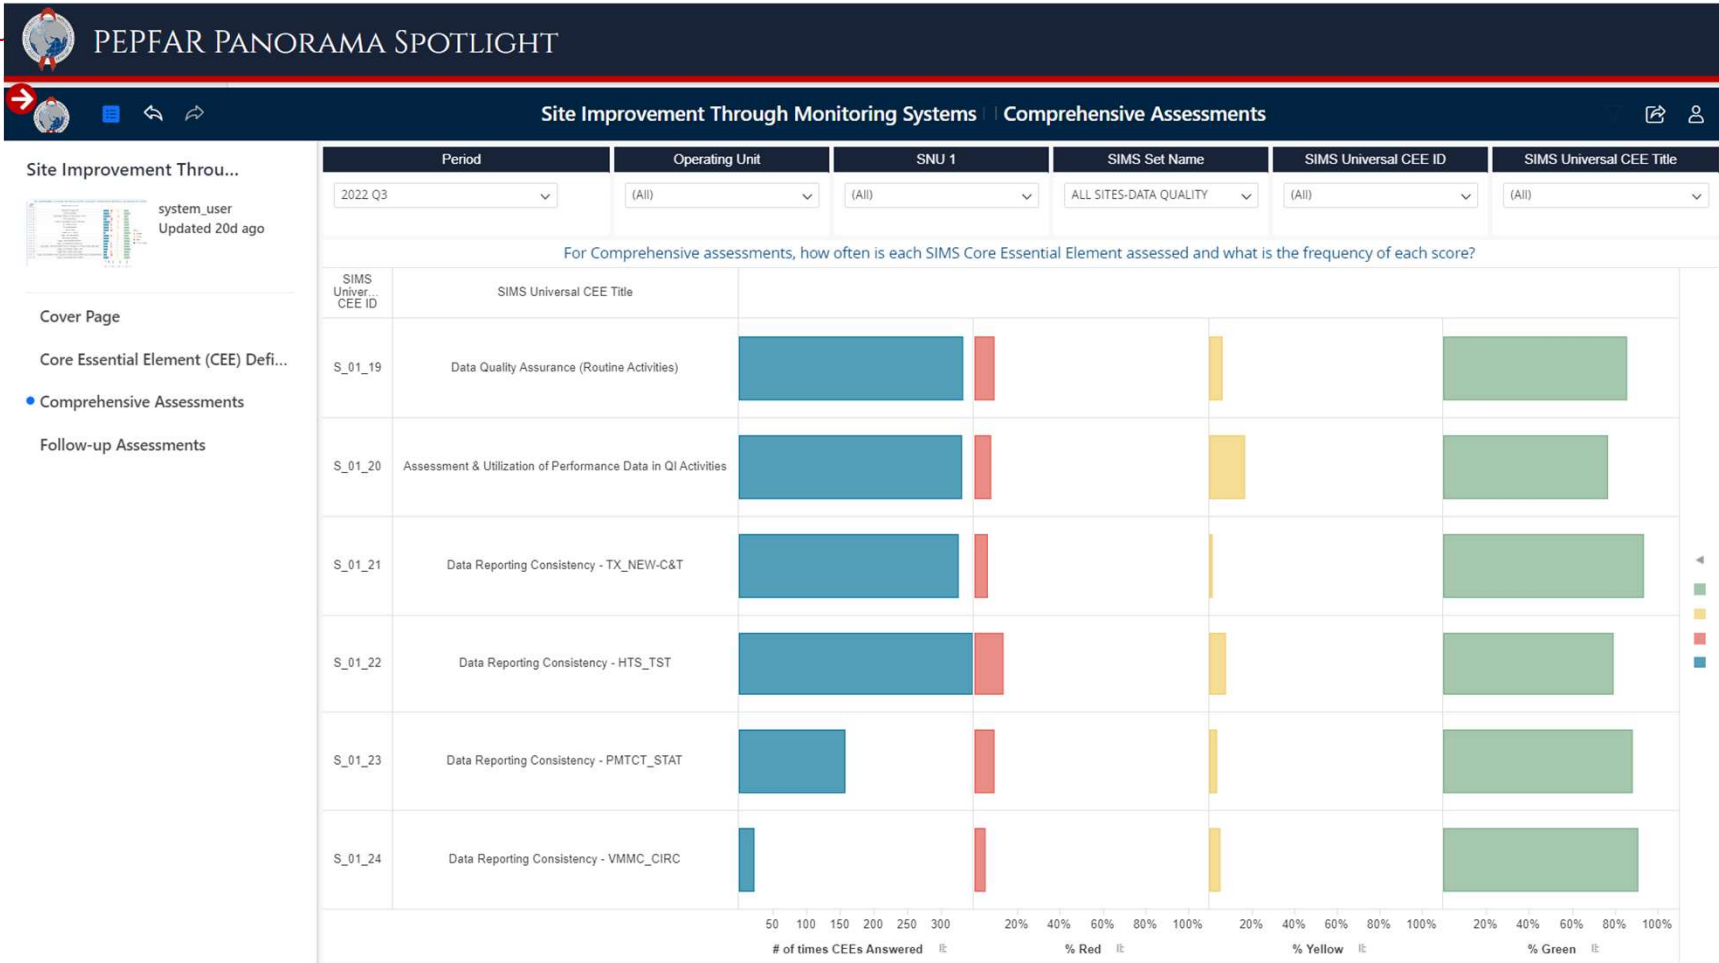 PEPFAR PANORAMA SPOTLIGHT
Site Improvement Through Monitoring Systems | | Comprehensive Assessments
Site Improvement Throu...
system_user
Updated 20d ago
Cover Page
Core Essential Element (CEE) Defi...
Comprehensive Assessments
Follow-up Assessments
Period Operating Unit SNU 1 SIMS Set Name SIMS Universal CEE ID SIMS Universal CEE Title
2022 Q3 (All) (All) ALL SITES-DATA QUALITY (All) (All)
For Comprehensive assessments, how often is each SIMS Core Essential Element assessed and what is the frequency of each score?
SIMS
Univer...
CEE ID
SIMS Universal CEE Title
S_01_19 Data Quality Assurance (Routine Activities)
S_01_20 Assessment & Utilization of Performance Data in QI Activities
S_01_21 Data Reporting Consistency - TX_NEW-C&T
S_01_22 Data Reporting Consistency - HTS_TST
S_01_23 Data Reporting Consistency - PMTCT_STAT
S_01_24 Data Reporting Consistency - VMMC_CIRC
50 100 150 200 250 300 20% 40% 60% 80% 100% 20% 40% 60% 80% 100% 20% 40% 60% 80% 100%
# of times CEEs Answered % Red % Yellow % Green